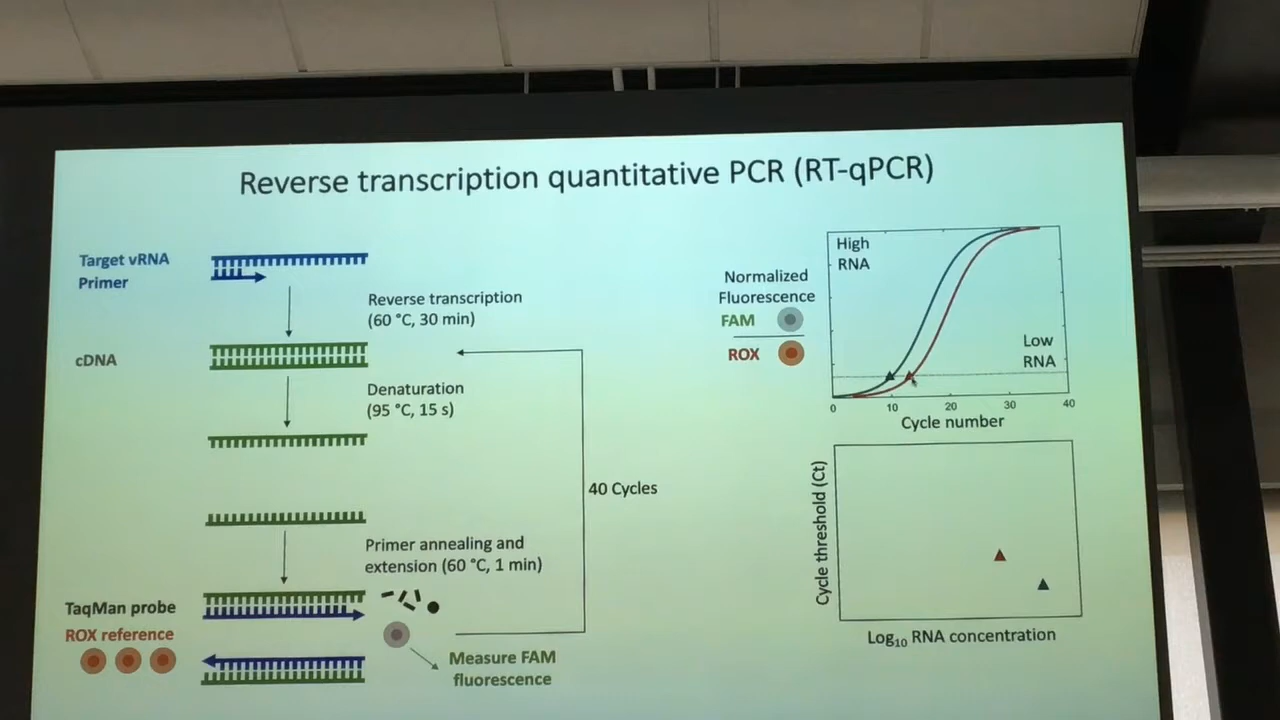 Reverse transcription quantitative PCR (RT-qPCR)
Target vRNA
Primer
Reverse transcription
(60 °C, 30 min)
cDNA
Denaturation
(95 °C, 15 s)
40 Cycles
Primer annealing and
extension (60 °C, 1 min)
TaqMan probe
ROX reference
Measure FAM
fluorescence
Normalized
Fluorescence
FAM
ROX
High
RNA
Low
RNA
0 10 20 30 40
Cycle number
Cycle threshold (Ct)
Log₁₀ RNA concentration